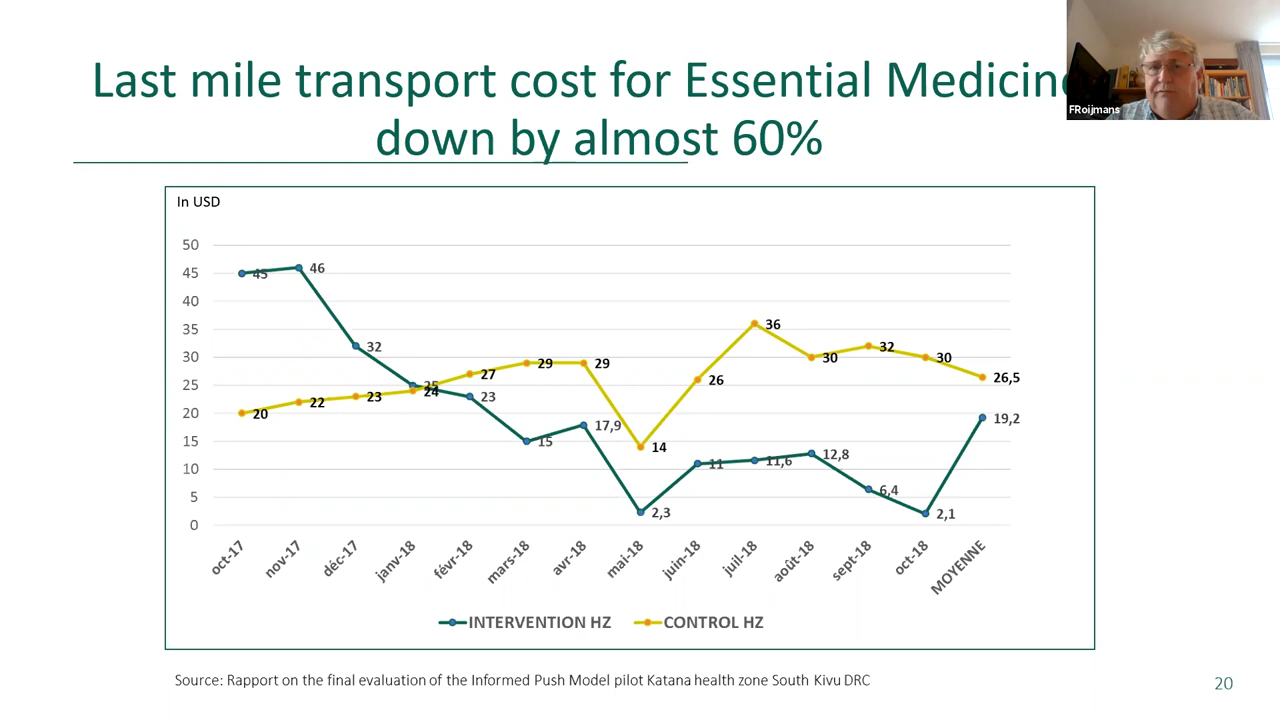 Last mile transport cost for Essential Medicine
down by almost 60%
FRoijmans
In USD
50
45
40
35
30
25
20
15
10
5
0
45
46
32
25
23
15
17,9
2,3
11
11,6
12,8
6,4
2,1
19,2
20
22
23
24
27
29
29
14
26
36
30
32
30
26,5
oct-17
nov-17
déc-17
janv-18
févr-18
mars-18
avr-18
mai-18
juin-18
juil-18
août-18
sept-18
oct-18
MOYENNE
INTERVENTION HZ
CONTROL HZ
Source: Rapport on the final evaluation of the Informed Push Model pilot Katana health zone South Kivu DRC
20